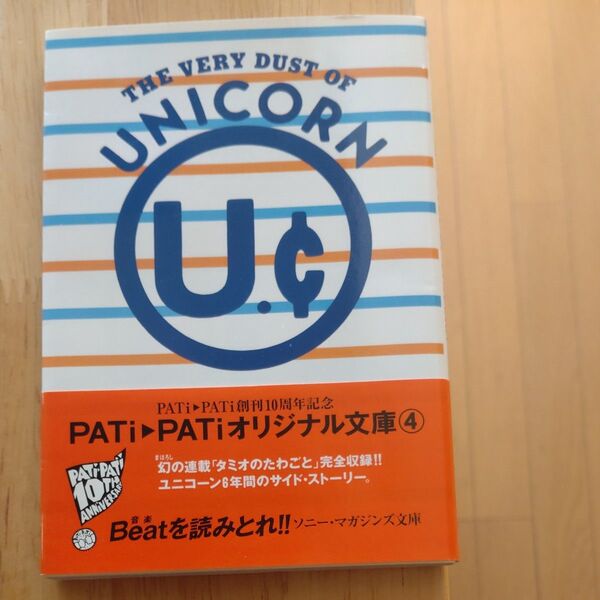 THE VERY DUST OF
UNICORN
U.¢
PATi▶PATi創刊10周年記念
PATi▶PATiオリジナル文庫④
まぼろし
幻の連載「タミオのたわごと」完全収録!!
ユニコーン6年間のサイド・ストーリー。
PATi・PATi
10TH
ANNIVERSARY
音楽
Beatを読みとれ!!ソニー・マガジンズ文庫